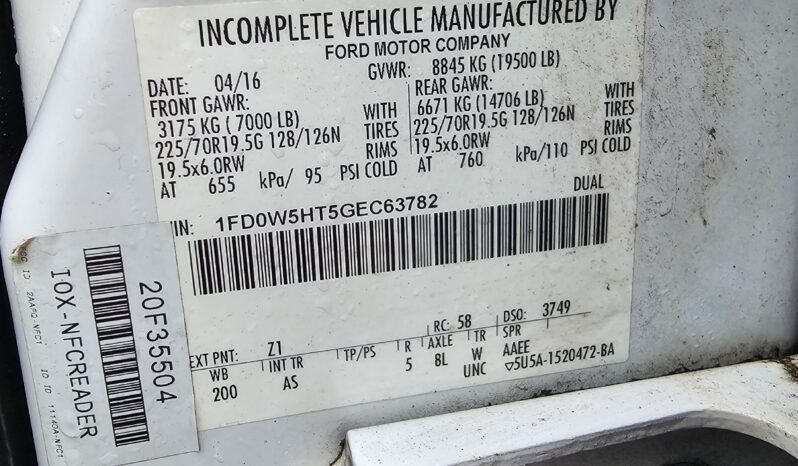 INCOMPLETE VEHICLE MANUFACTURED BY
FORD MOTOR COMPANY
DATE: 04/16 GVWR: 8845 KG (19500 LB)
FRONT GAWR: REAR GAWR:
3175 KG ( 7000 LB) WITH 6671 KG (14706 LB) WITH
225/70R19.5G 128/126N TIRES 225/70R19.5G 128/126N TIRES
19.5x6.0RW RIMS 19.5x6.0RW RIMS
AT 655 kPa/ 95 PSI COLD AT 760 kPa/110 PSI COLD
DUAL
IN: 1FD0W5HT5GEC63782
RC: 58 DSO: 3749
EXT PNT: Z1
WB INT TR TP/PS R AXLE TR SPR
200 AS 5 8L W AAEE
UNC 5U5A-1520472-BA
20F35504
IOX-NFCREADER